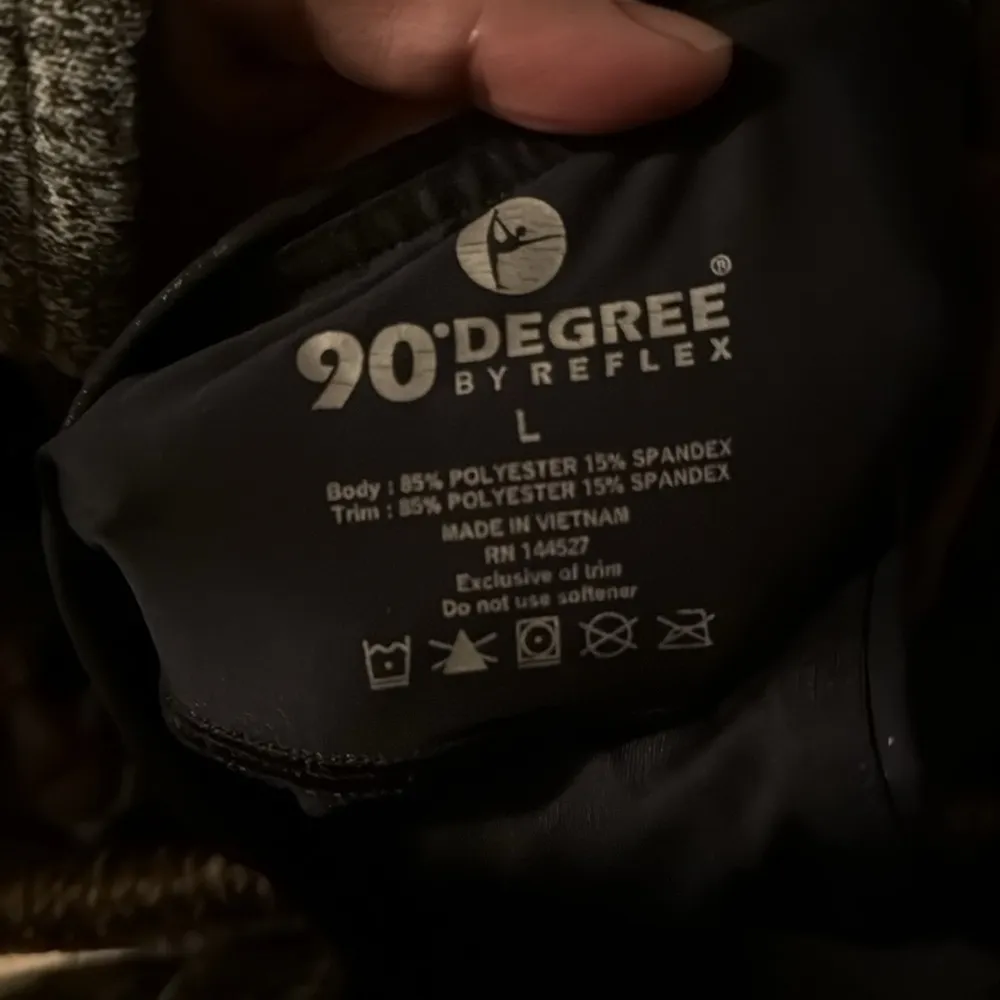 90°DEGREE®
BY REFLEX
L
Body : 85% POLYESTER 15% SPANDEX
Trim : 85% POLYESTER 15% SPANDEX
MADE IN VIETNAM
RN 144527
Exclusive of trim
Do not use softener